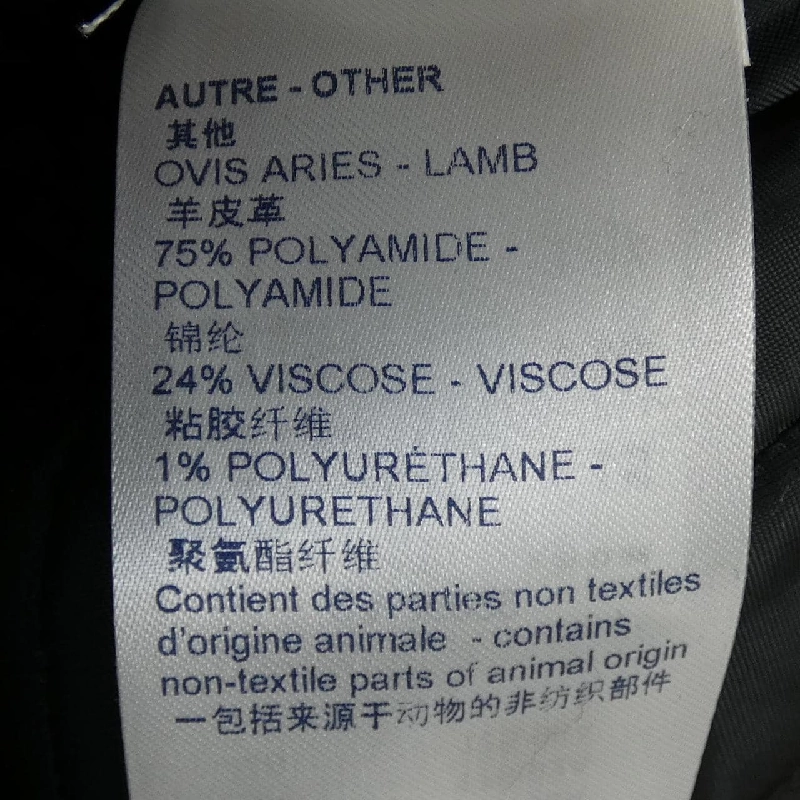 AUTRE - OTHER
其他
OVIS ARIES - LAMB
羊皮革
75% POLYAMIDE -
POLYAMIDE
锦纶
24% VISCOSE - VISCOSE
粘胶纤维
1% POLYURÉTHANE -
POLYURETHANE
聚氨酯纤维
Contient des parties non textiles
d'origine animale - contains
non-textile parts of animal origin
一包括来源于动物的非纺织部件